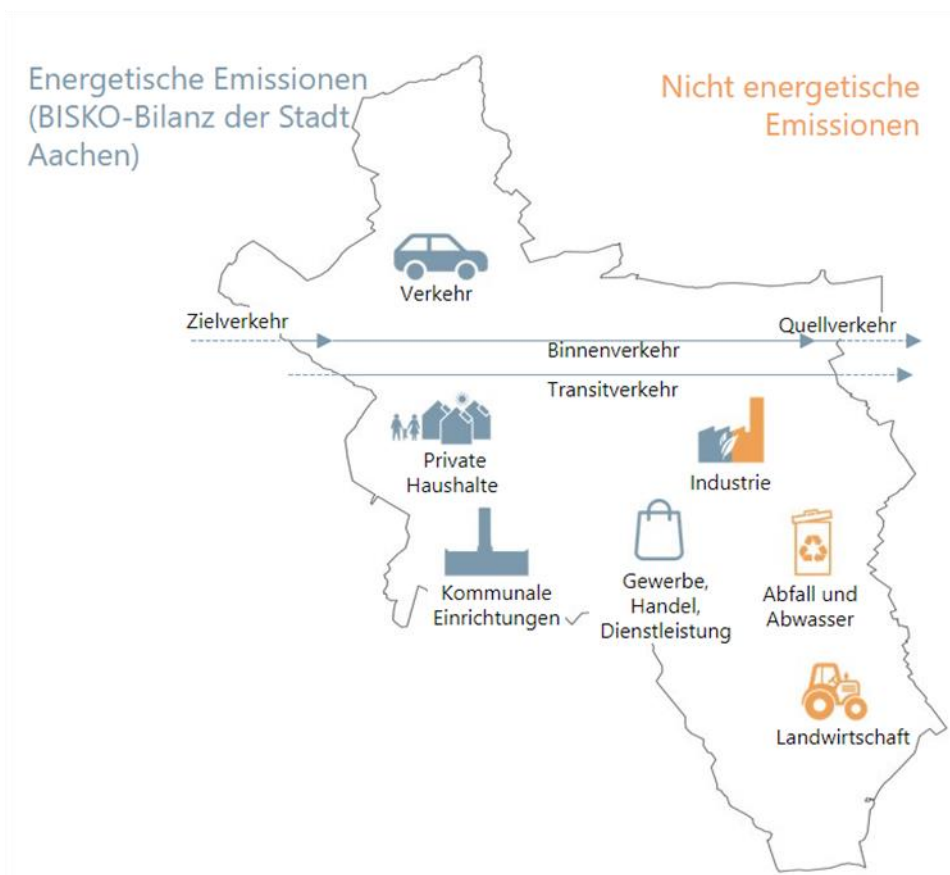 Energetische Emissionen
(BISKO-Bilanz der Stadt
Aachen)
Nicht energetische
Emissionen
Verkehr
Zielverkehr
Quellverkehr
Binnenverkehr
Transitverkehr
Private
Haushalte
Industrie
Kommunale
Einrichtungen
Gewerbe,
Handel,
Dienstleistung
Abfall und
Abwasser
Landwirtschaft